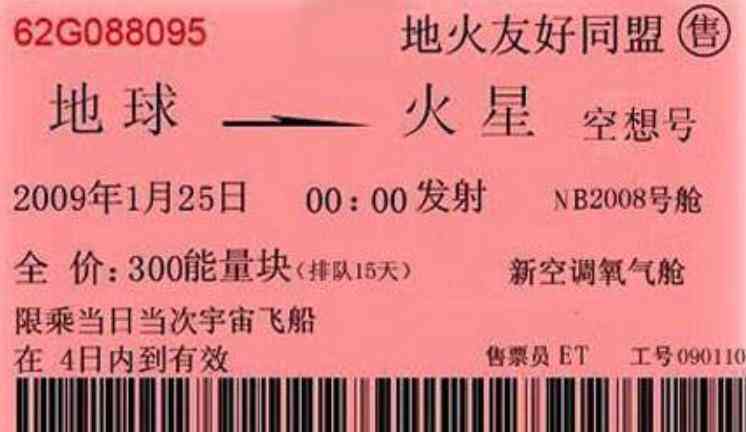 62G088095 地火友好同盟 售
地球 火星 空想号
2009年1月25日 00:00发射 NB2008号舱
全 价:300能量块(排队15天) 新空调氧气舱
限乘当日当次宇宙飞船
在 4日内到有效 售票员 ET 工号090110